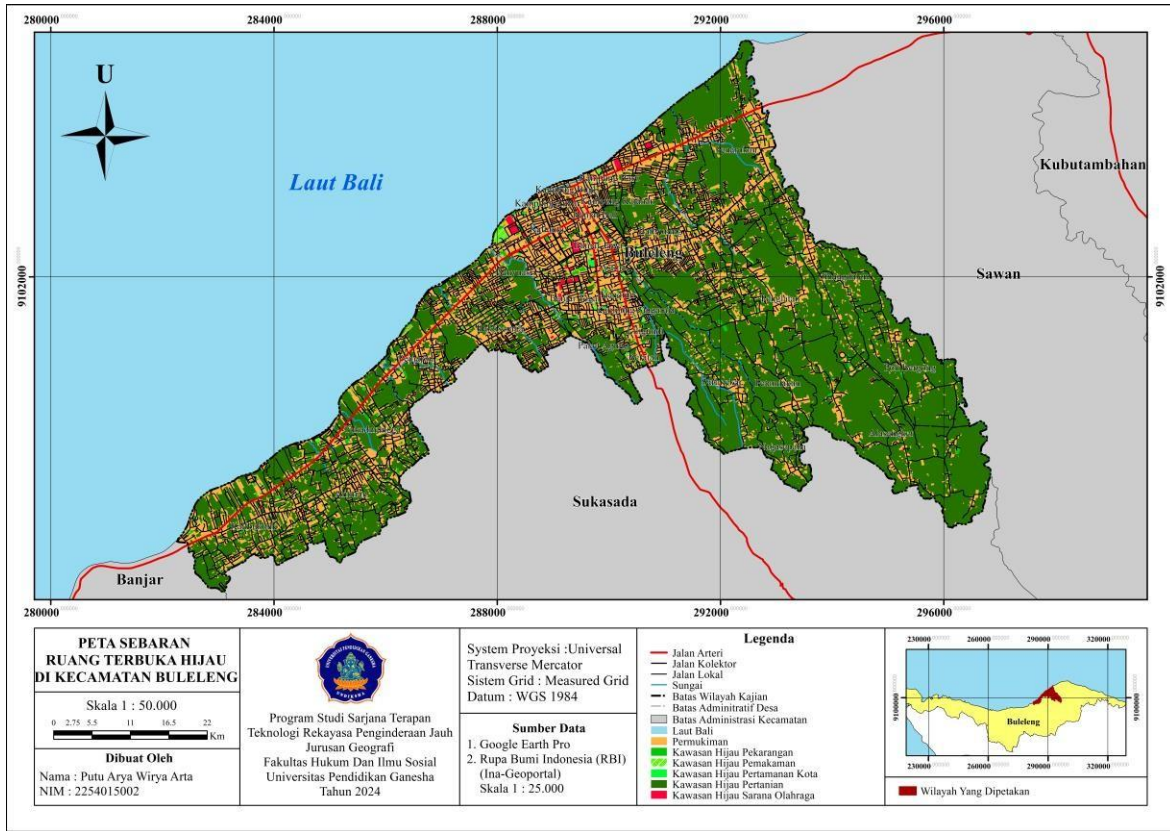 280000 284000 288000 292000 296000
U
Laut Bali
Kubutambahan
Buleleng
Sawan
9102000
9102000
Sukasada
Banjar
280000 284000 288000 292000 296000
PETA SEBARAN
RUANG TERBUKA HIJAU
DI KECAMATAN BULELENG
Skala 1 : 50.000
0 2.75 5.5 11 16.5 22
Km
Dibuat Oleh
Nama : Putu Arya Wirya Arta
NIM : 2254015002
UNIVERSITAS PENDIDIKAN GANESHA
UNDIKSHA
Program Studi Sarjana Terapan
Teknologi Rekayasa Penginderaan Jauh
Jurusan Geografi
Fakultas Hukum Dan Ilmu Sosial
Universitas Pendidikan Ganesha
Tahun 2024
System Proyeksi :Universal
Transverse Mercator
Sistem Grid : Measured Grid
Datum : WGS 1984
Sumber Data
1. Google Earth Pro
2. Rupa Bumi Indonesia (RBI)
(Ina-Geoportal)
Skala 1 : 25.000
Legenda
Jalan Arteri
Jalan Kolektor
Jalan Lokal
Sungai
Batas Wilayah Kajian
Batas Adminitratif Desa
Batas Administrasi Kecamatan
Laut Bali
Permukiman
Kawasan Hijau Pekarangan
Kawasan Hijau Pemakaman
Kawasan Hijau Pertamanan Kota
Kawasan Hijau Pertanian
Kawasan Hijau Sarana Olahraga
230000 260000 290000 320000
9100000
Buleleng
9100000
230000 260000 290000 320000
Wilayah Yang Dipetakan